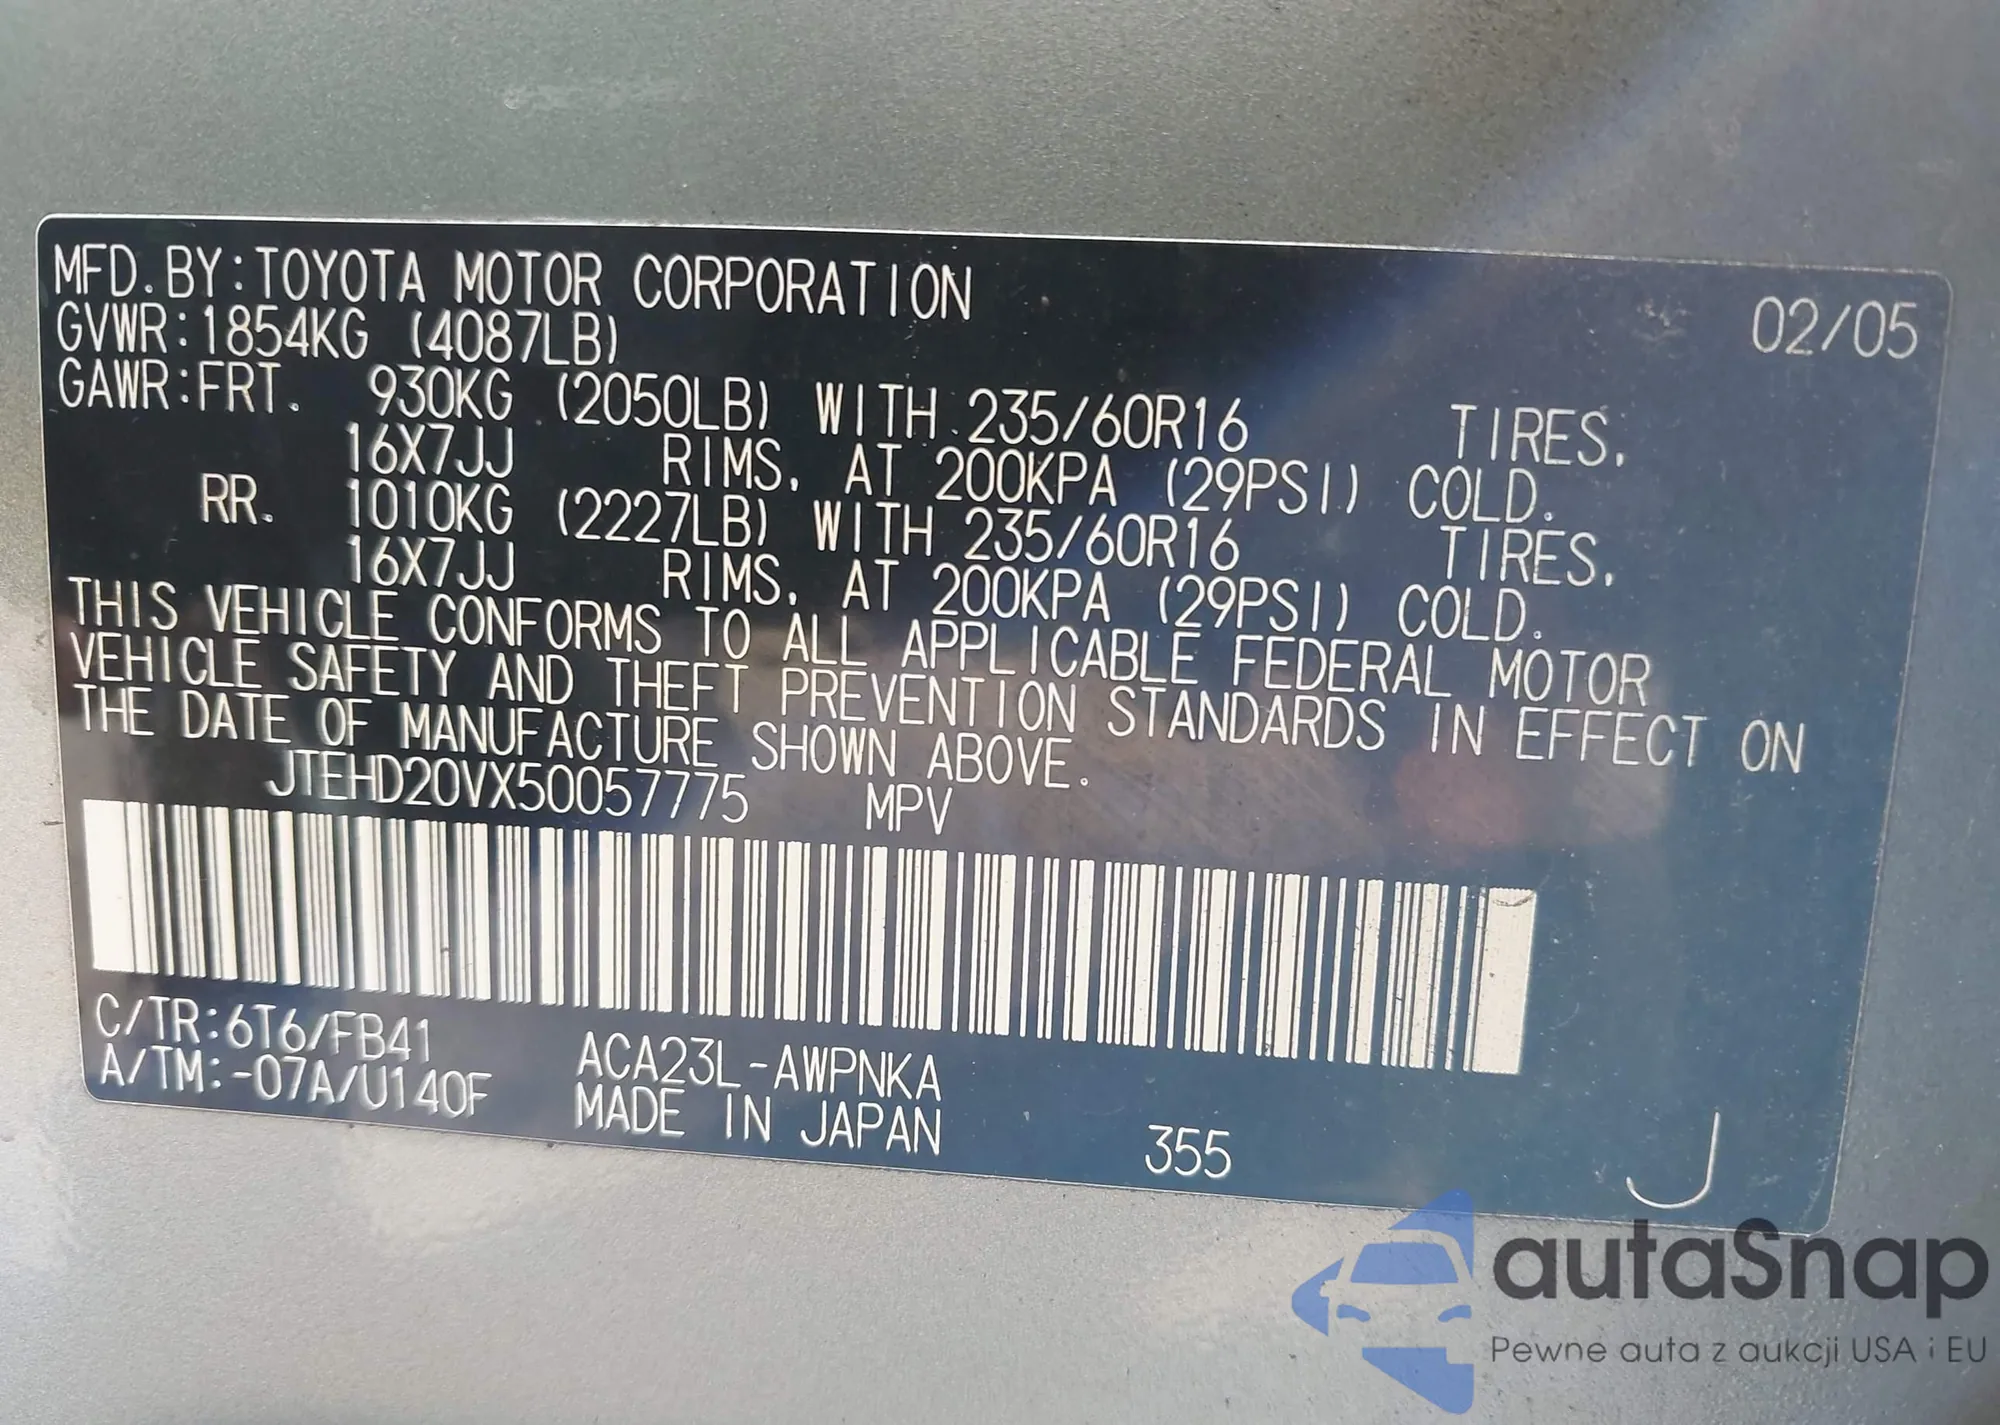 MFD. BY: TOYOTA MOTOR CORPORATION 02/05
GVWR: 1854KG (4087LB)
GAWR: FRT. 930KG (2050LB) WITH 235/60R16 TIRES,
16X7JJ RIMS, AT 200KPA (29PSI) COLD.
RR. 1010KG (2227LB) WITH 235/60R16 TIRES,
16X7JJ RIMS, AT 200KPA (29PSI) COLD.
THIS VEHICLE CONFORMS TO ALL APPLICABLE FEDERAL MOTOR
VEHICLE SAFETY AND THEFT PREVENTION STANDARDS IN EFFECT ON
THE DATE OF MANUFACTURE SHOWN ABOVE.
JTEHD20VX50057775 MPV
C/TR: 6T6/FB41 ACA23L-AWPNKA
A/TM: -07A/U140F MADE IN JAPAN 355 J
autaSnap
Pewne auta z aukcji USA i EU